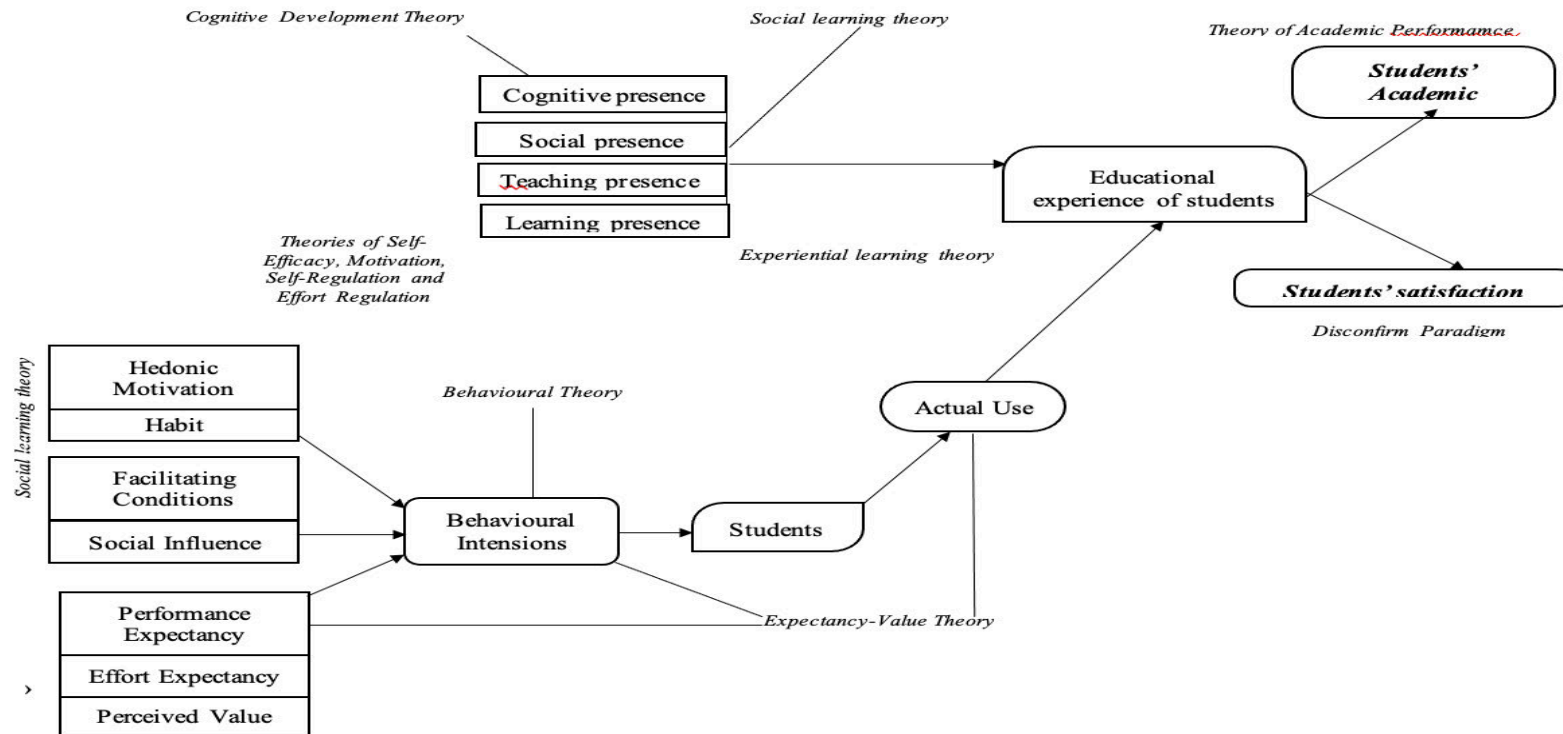 Cognitive Development Theory
Social learning theory
Theory of Academic Performamce
Students’
Academic
Cognitive presence
Social presence
Teaching presence
Learning presence
Educational
experience of students
Theories of Self-
Efficacy, Motivation,
Self-Regulation and
Effort Regulation
Experiential learning theory
Students’ satisfaction
Disconfirm Paradigm
Social learning theory
Hedonic
Motivation
Habit
Behavioural Theory
Actual Use
Facilitating
Conditions
Social Influence
Behavioural
Intensions
Students
Performance
Expectancy
Expectancy-Value Theory
Effort Expectancy
Perceived Value